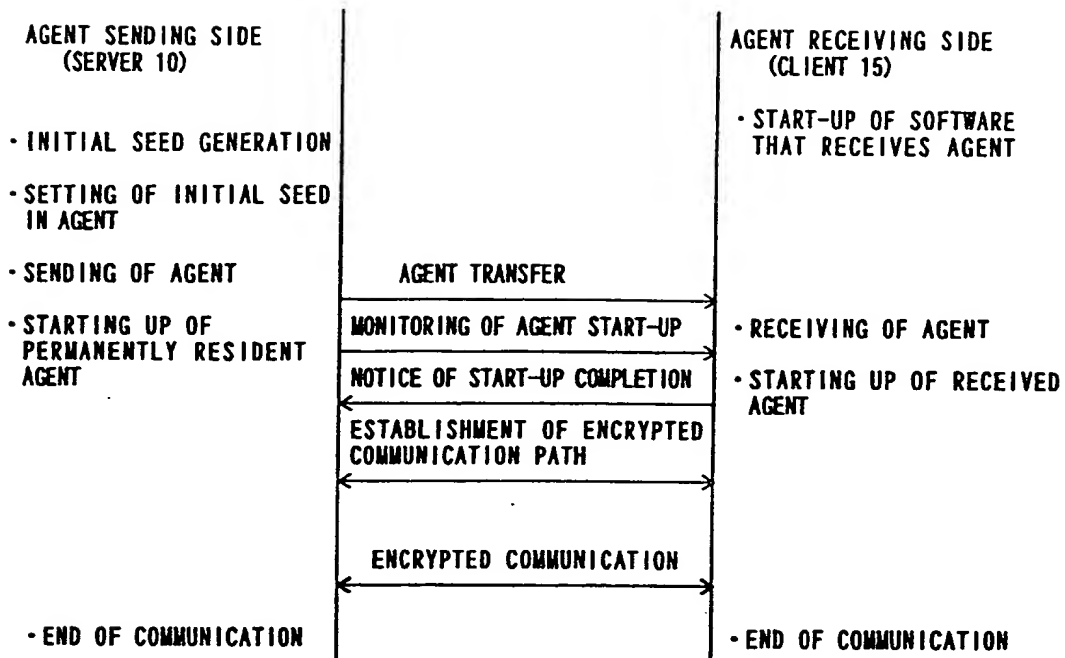 AGENT SENDING SIDE
(SERVER 10)
AGENT RECEIVING SIDE
(CLIENT 15)
・START-UP OF SOFTWARE
THAT RECEIVES AGENT
・INITIAL SEED GENERATION
・SETTING OF INITIAL SEED
IN AGENT
・SENDING OF AGENT
AGENT TRANSFER
・STARTING UP OF
PERMANENTLY RESIDENT
AGENT
MONITORING OF AGENT START-UP
・RECEIVING OF AGENT
NOTICE OF START-UP COMPLETION
・STARTING UP OF RECEIVED
AGENT
ESTABLISHMENT OF ENCRYPTED
COMMUNICATION PATH
ENCRYPTED COMMUNICATION
・END OF COMMUNICATION
・END OF COMMUNICATION